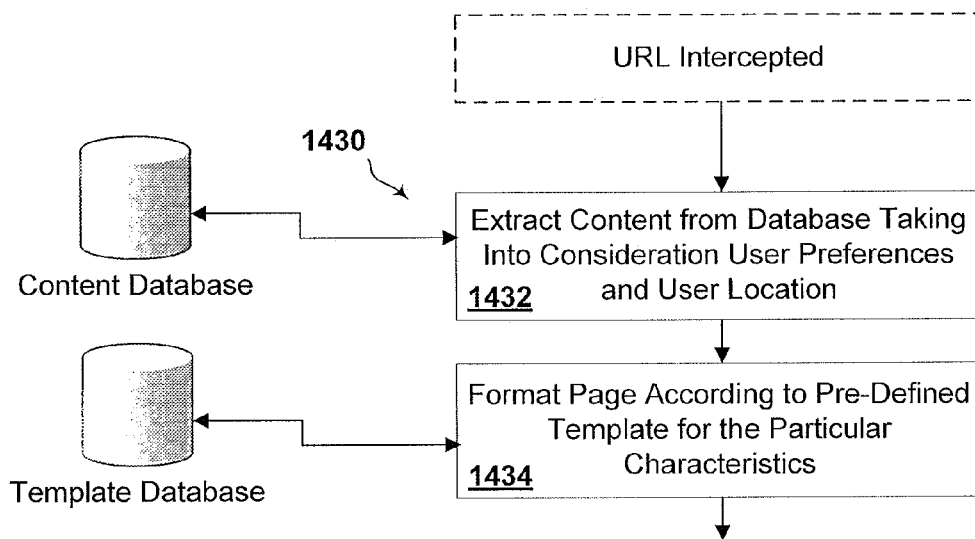 URL Intercepted
1430
Extract Content from Database Taking
Into Consideration User Preferences
and User Location
1432
Content Database
Format Page According to Pre-Defined
Template for the Particular
Characteristics
1434
Template Database